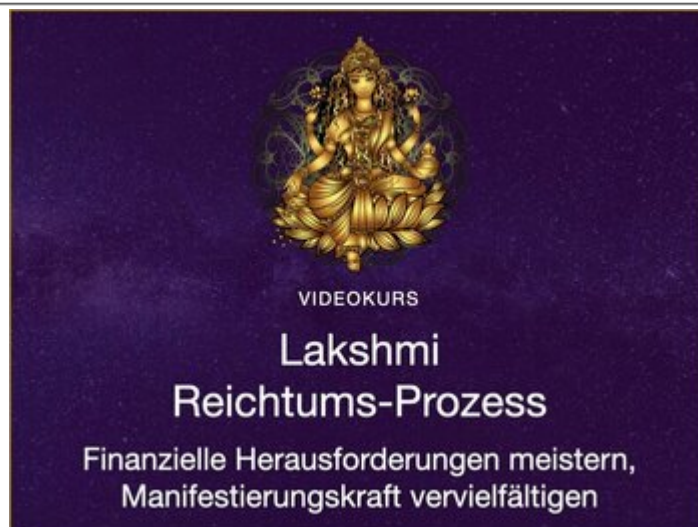 VIDEOKURS
Lakshmi
Reichtums-Prozess
Finanzielle Herausforderungen meistern,
Manifestierungskraft vervielfältigen